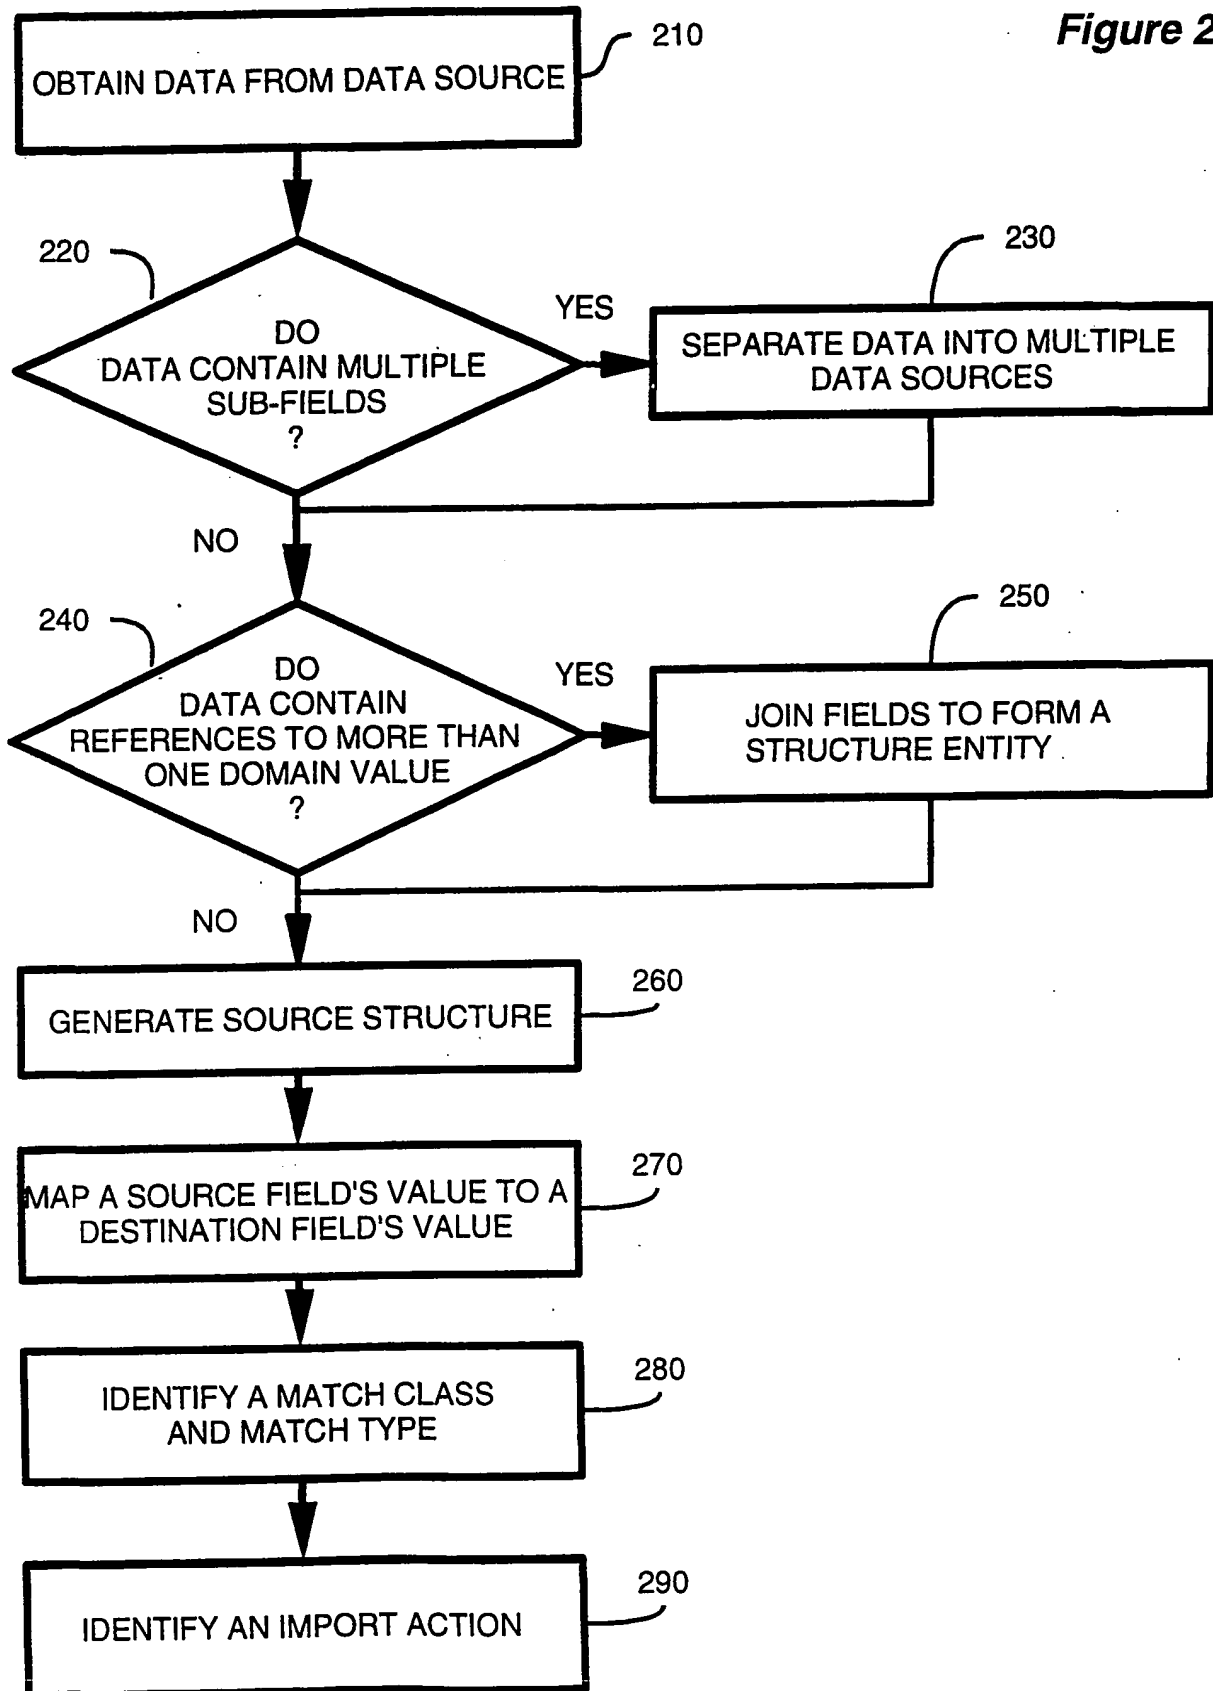 Figure 2
210
OBTAIN DATA FROM DATA SOURCE
220
DO
DATA CONTAIN MULTIPLE
SUB-FIELDS
?
YES
230
SEPARATE DATA INTO MULTIPLE
DATA SOURCES
NO
240
DO
DATA CONTAIN
REFERENCES TO MORE THAN
ONE DOMAIN VALUE
?
YES
250
JOIN FIELDS TO FORM A
STRUCTURE ENTITY
NO
260
GENERATE SOURCE STRUCTURE
270
MAP A SOURCE FIELD'S VALUE TO A
DESTINATION FIELD'S VALUE
280
IDENTIFY A MATCH CLASS
AND MATCH TYPE
290
IDENTIFY AN IMPORT ACTION